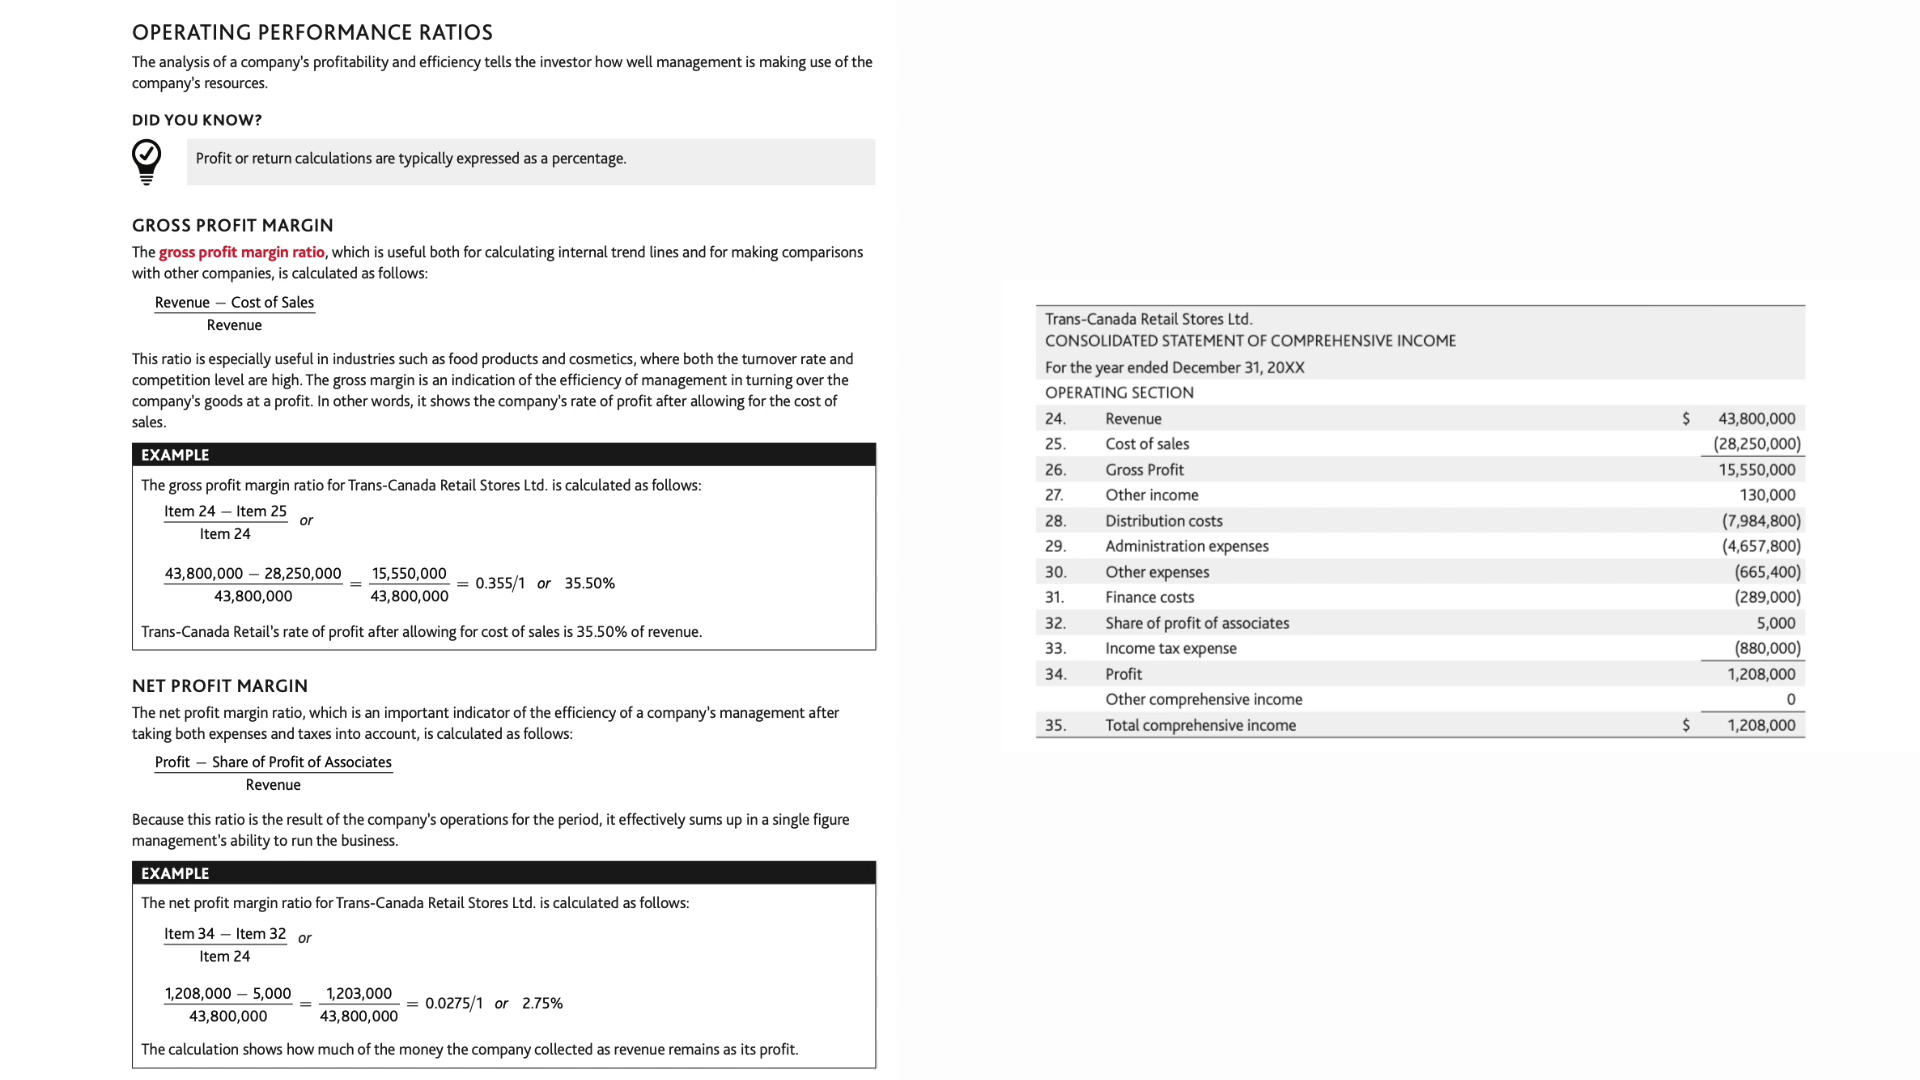 OPERATING PERFORMANCE RATIOS
The analysis of a company's profitability and efficiency tells the investor how well management is making use of the
company's resources.
DID YOU KNOW?
Profit or return calculations are typically expressed as a percentage.
GROSS PROFIT MARGIN
The gross profit margin ratio, which is useful both for calculating internal trend lines and for making comparisons
with other companies, is calculated as follows:
Revenue − Cost of Sales
Revenue
This ratio is especially useful in industries such as food products and cosmetics, where both the turnover rate and
competition level are high. The gross margin is an indication of the efficiency of management in turning over the
company's goods at a profit. In other words, it shows the company's rate of profit after allowing for the cost of
sales.
EXAMPLE
The gross profit margin ratio for Trans-Canada Retail Stores Ltd. is calculated as follows:
Item 24 − Item 25 or
Item 24
43,800,000 − 28,250,000 = 15,550,000 = 0.355/1 or 35.50%
43,800,000 43,800,000
Trans-Canada Retail's rate of profit after allowing for cost of sales is 35.50% of revenue.
NET PROFIT MARGIN
The net profit margin ratio, which is an important indicator of the efficiency of a company's management after
taking both expenses and taxes into account, is calculated as follows:
Profit − Share of Profit of Associates
Revenue
Because this ratio is the result of the company's operations for the period, it effectively sums up in a single figure
management's ability to run the business.
EXAMPLE
The net profit margin ratio for Trans-Canada Retail Stores Ltd. is calculated as follows:
Item 34 − Item 32 or
Item 24
1,208,000 − 5,000 = 1,203,000 = 0.0275/1 or 2.75%
43,800,000 43,800,000
The calculation shows how much of the money the company collected as revenue remains as its profit.
Trans-Canada Retail Stores Ltd.
CONSOLIDATED STATEMENT OF COMPREHENSIVE INCOME
For the year ended December 31, 20XX
OPERATING SECTION
24. Revenue $ 43,800,000
25. Cost of sales (28,250,000)
26. Gross Profit 15,550,000
27. Other income 130,000
28. Distribution costs (7,984,800)
29. Administration expenses (4,657,800)
30. Other expenses (665,400)
31. Finance costs (289,000)
32. Share of profit of associates 5,000
33. Income tax expense (880,000)
34. Profit 1,208,000
Other comprehensive income 0
35. Total comprehensive income $ 1,208,000